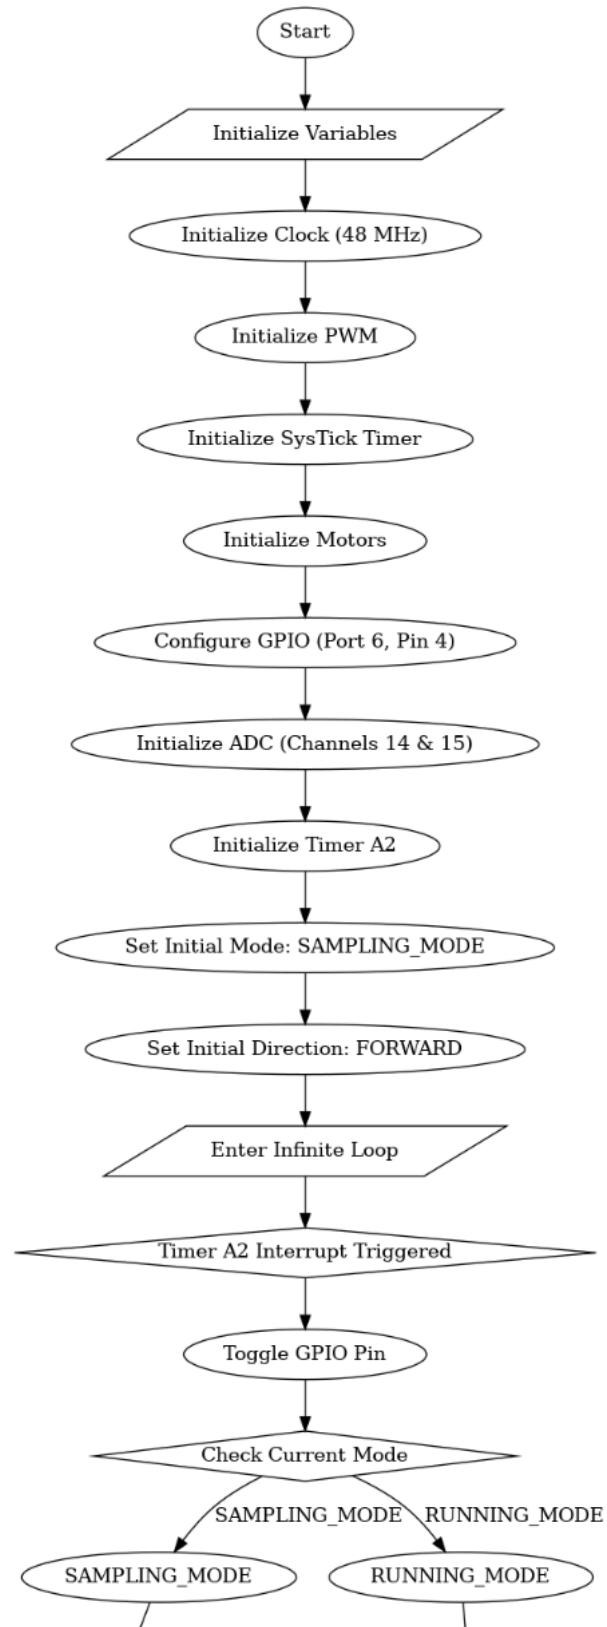 Start
Initialize Variables
Initialize Clock (48 MHz)
Initialize PWM
Initialize SysTick Timer
Initialize Motors
Configure GPIO (Port 6, Pin 4)
Initialize ADC (Channels 14 & 15)
Initialize Timer A2
Set Initial Mode: SAMPLING_MODE
Set Initial Direction: FORWARD
Enter Infinite Loop
Timer A2 Interrupt Triggered
Toggle GPIO Pin
Check Current Mode
SAMPLING_MODE
RUNNING_MODE
SAMPLING_MODE
RUNNING_MODE